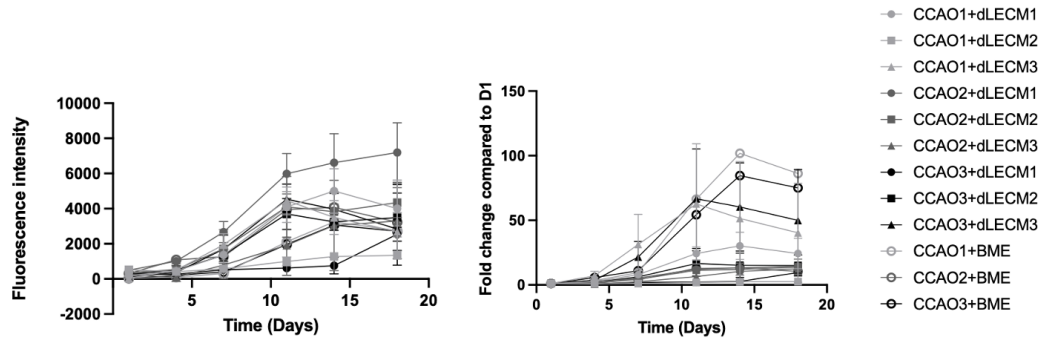 Fluorescence intensity
10000
8000
6000
4000
2000
0
-2000
5
10
15
20
Time (Days)
Fold change compared to D1
150
100
50
0
0
5
10
15
20
Time (Days)
CCAO1+dLECM1
CCAO1+dLECM2
CCAO1+dLECM3
CCAO2+dLECM1
CCAO2+dLECM2
CCAO2+dLECM3
CCAO3+dLECM1
CCAO3+dLECM2
CCAO3+dLECM3
CCAO1+BME
CCAO2+BME
CCAO3+BME